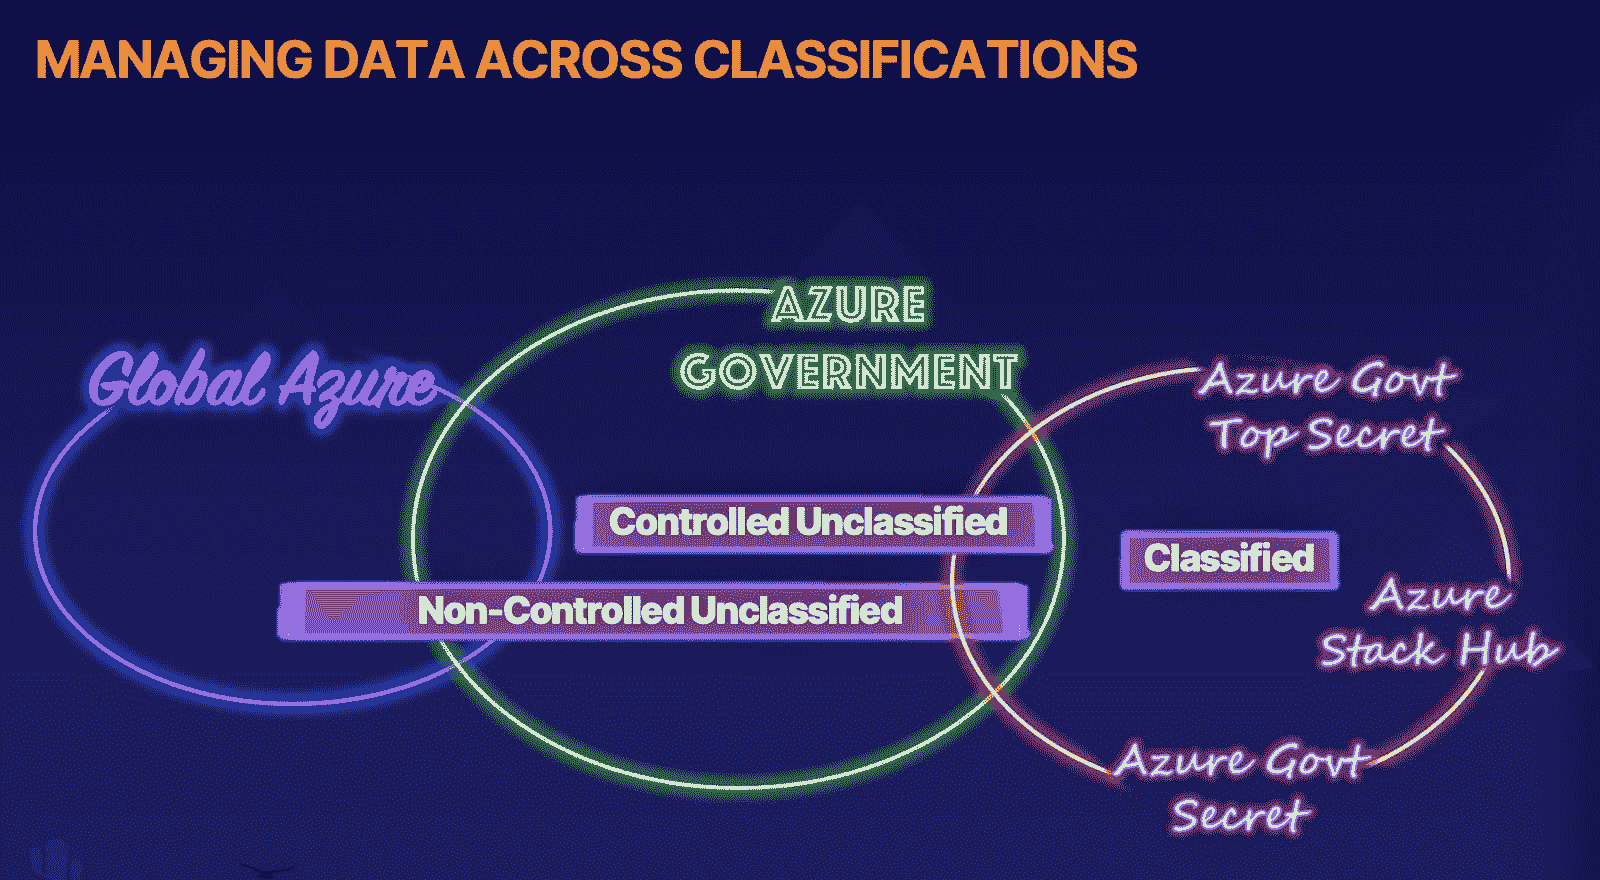 MANAGING DATA ACROSS CLASSIFICATIONS
AZURE
GOVERNMENT
Global Azure
Azure Govt
Top Secret
Controlled Unclassified
Classified
Non-Controlled Unclassified
Azure
Stack Hub
Azure Govt
Secret